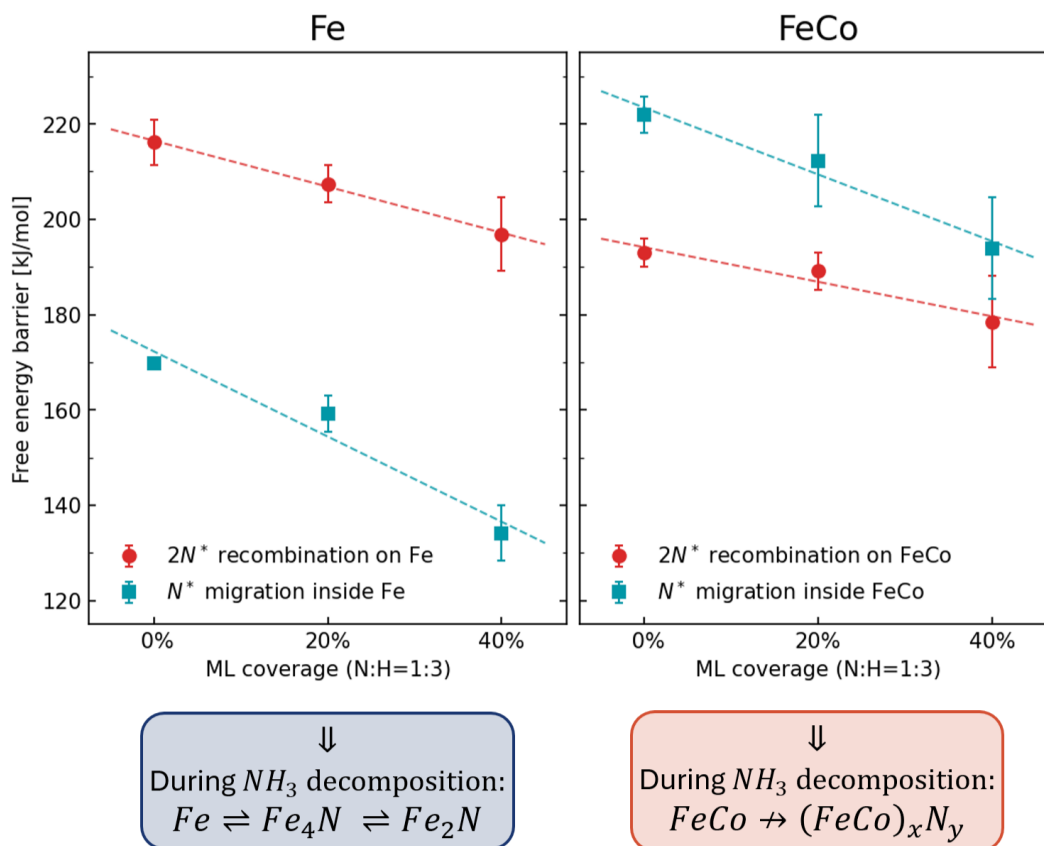 Fe
FeCo
Free energy barrier [kJ/mol]
220
200
180
160
140
120
2N* recombination on Fe
N* migration inside Fe
2N* recombination on FeCo
N* migration inside FeCo
0%
20%
40%
0%
20%
40%
ML coverage (N:H=1:3)
ML coverage (N:H=1:3)
⇓
During NH₃ decomposition:
Fe ⇌ Fe₄N ⇌ Fe₂N
⇓
During NH₃ decomposition:
FeCo ↛ (FeCo)ₓNᵧ